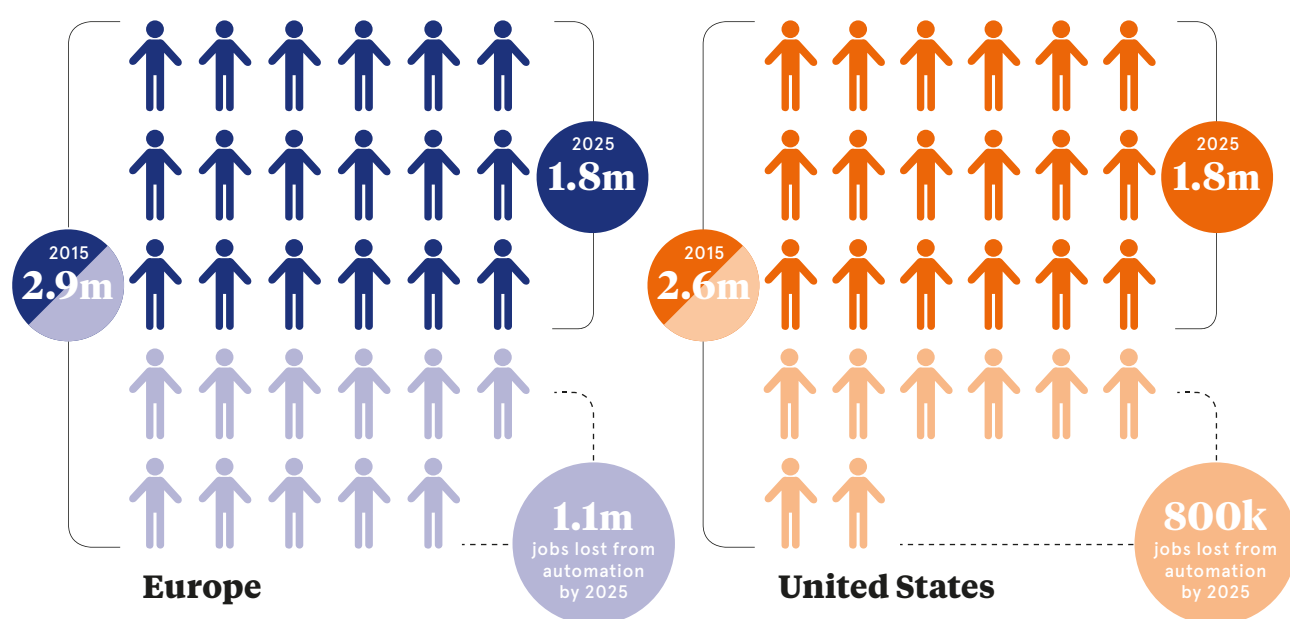 2015
2.9m
2025
1.8m
1.1m
jobs lost from
automation
by 2025
Europe
2015
2.6m
2025
1.8m
800k
jobs lost from
automation
by 2025
United States